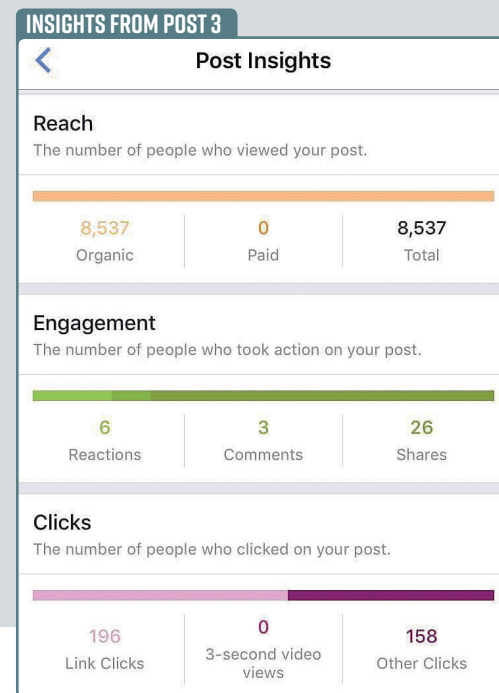 INSIGHTS FROM POST 3
Post Insights
Reach
The number of people who viewed your post.
8,537 0 8,537
Organic Paid Total
Engagement
The number of people who took action on your post.
6 3 26
Reactions Comments Shares
Clicks
The number of people who clicked on your post.
196 0 158
Link Clicks 3-second video views Other Clicks